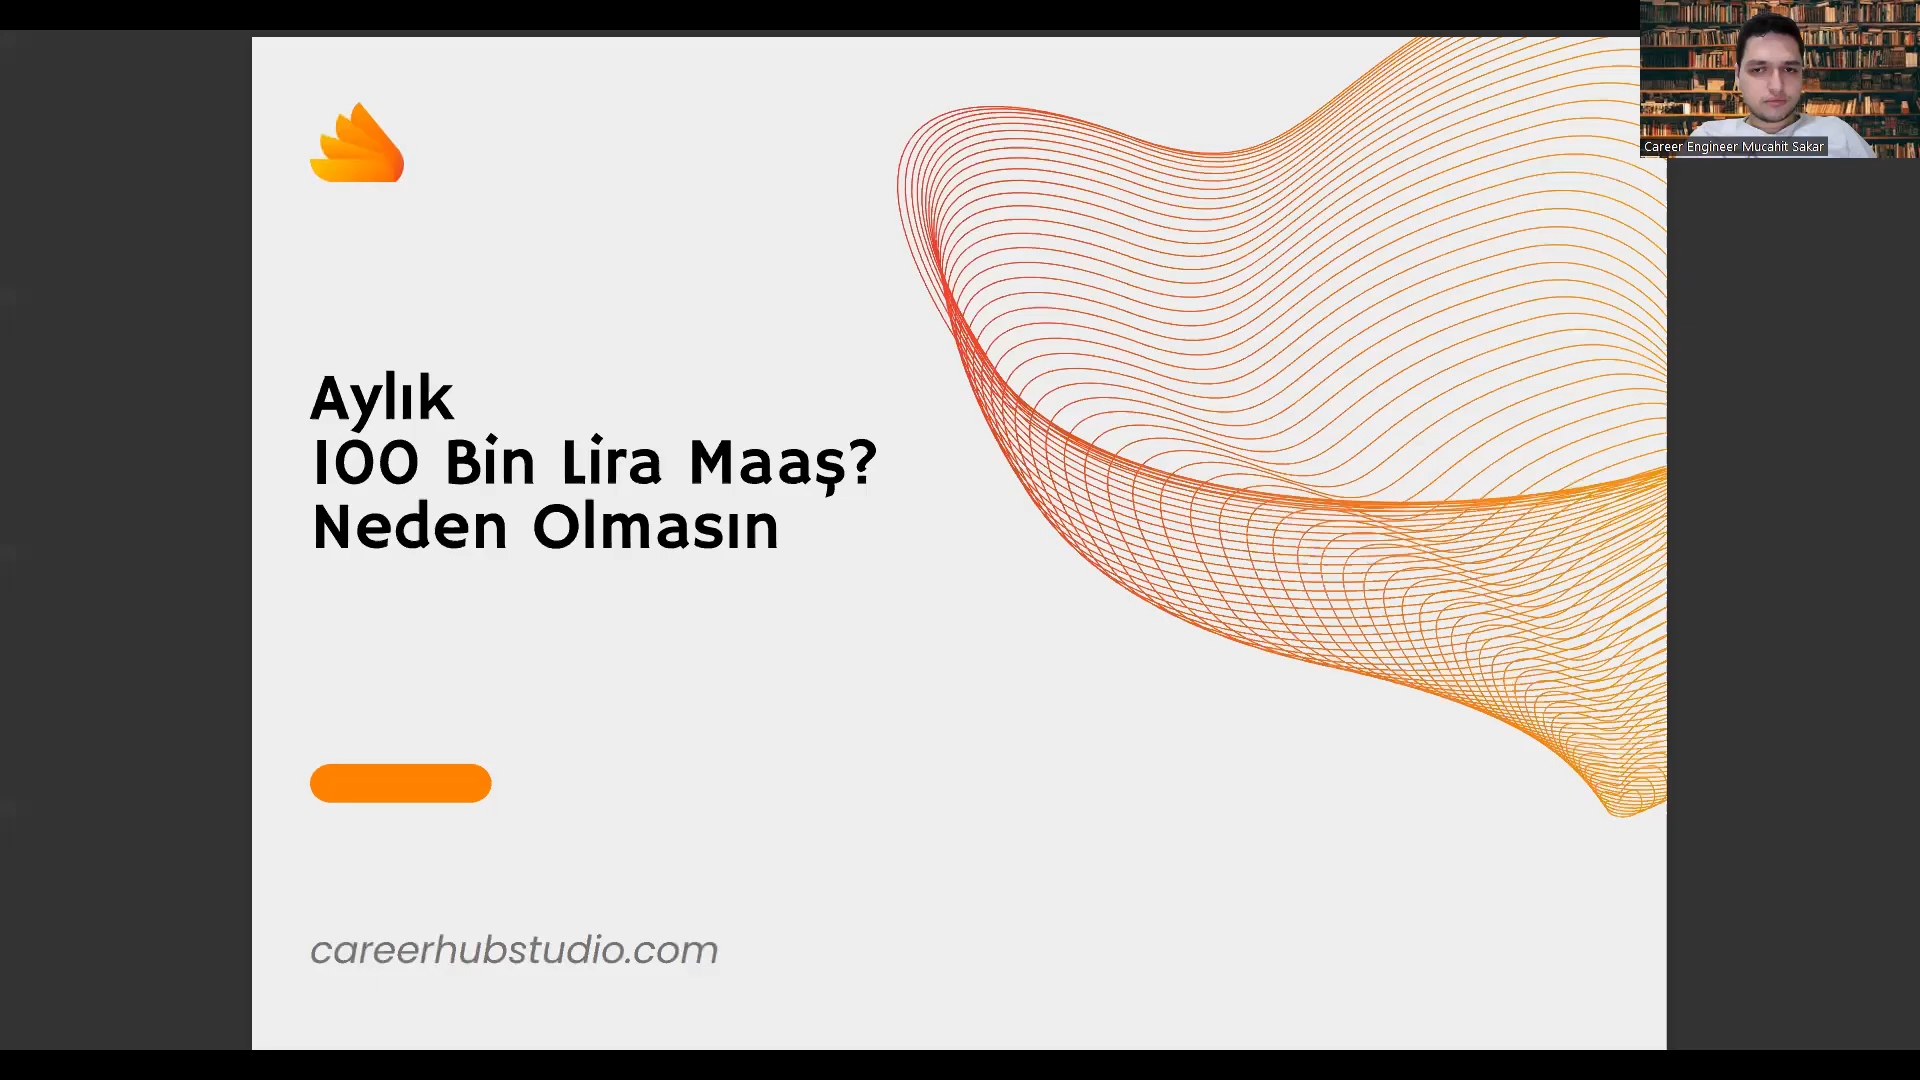 Career Engineer Mucahit Sakar
Aylık
100 Bin Lira Maaş?
Neden Olmasın
careerhubstudio.com